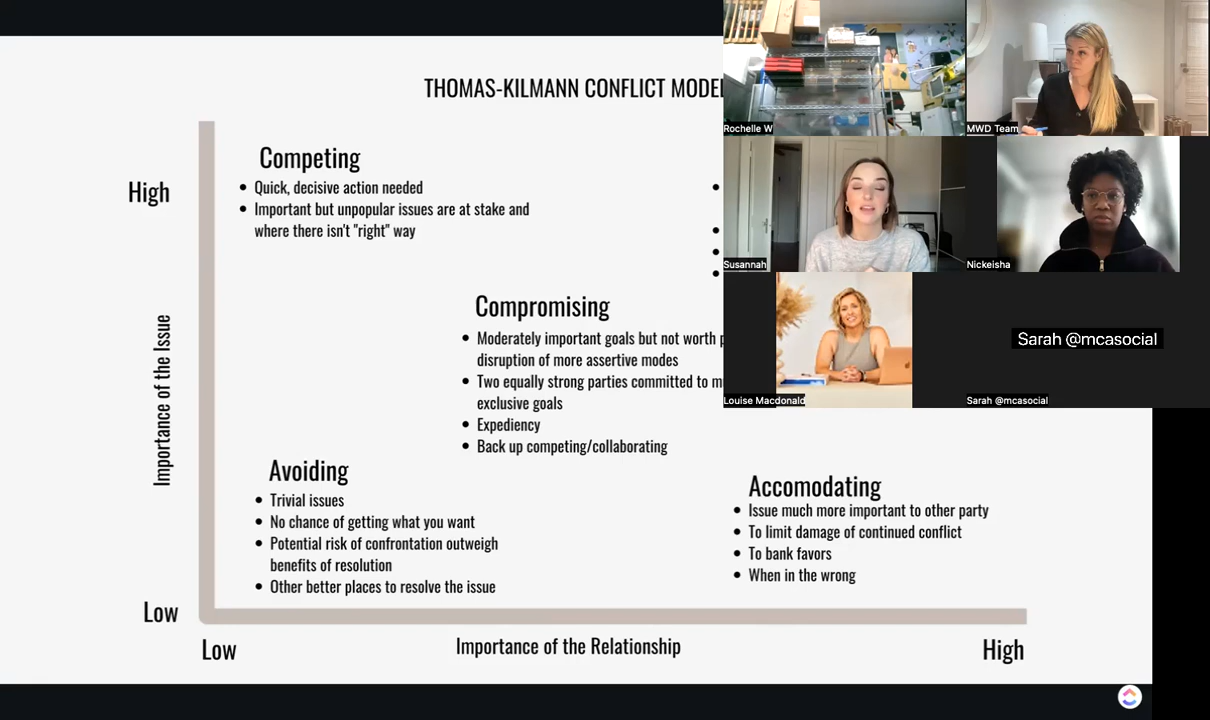 THOMAS-KILMANN CONFLICT MODE
Competing
Quick, decisive action needed
Important but unpopular issues are at stake and
where there isn't "right" way
High
Importance of the Issue
Compromising
Moderately important goals but not worth
disruption of more assertive modes
Two equally strong parties committed to
exclusive goals
Expediency
Back up competing/collaborating
Avoiding
Trivial issues
No chance of getting what you want
Potential risk of confrontation outweigh
benefits of resolution
Other better places to resolve the issue
Accomodating
Issue much more important to other party
To limit damage of continued conflict
To bank favors
When in the wrong
Low
Low
Importance of the Relationship
High
Rochelle W
MWD Team
Susannah
Nickeisha
Louise Macdonald
Sarah @mcasocial
Sarah @mcasocial